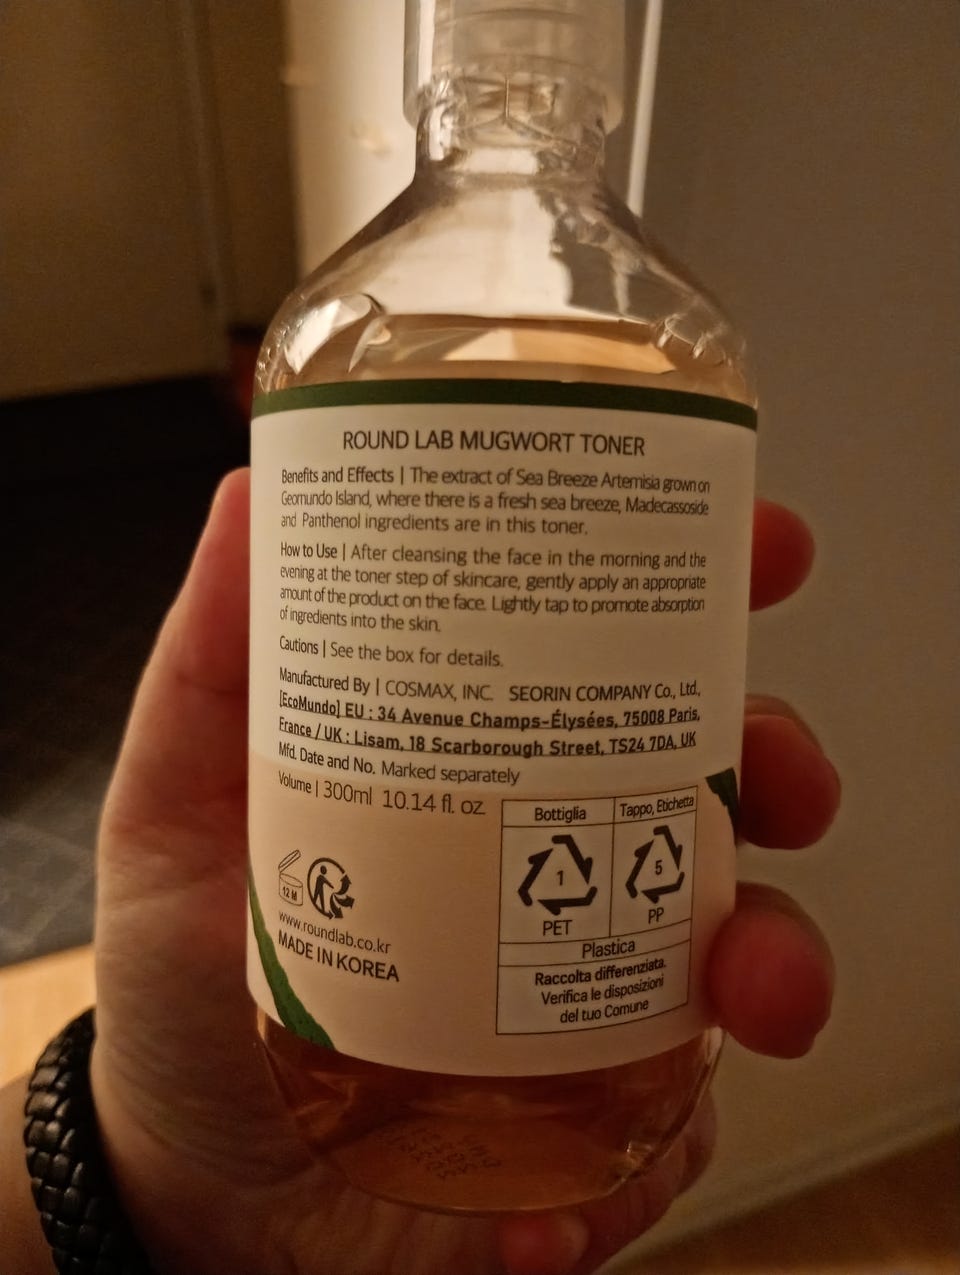 ROUND LAB MUGWORT TONER
Benefits and Effects | The extract of Sea Breeze Artemisia grown on
Geomundo Island, where there is a fresh sea breeze, Madecassoside
and Panthenol ingredients are in this toner.
How to Use | After cleansing the face in the morning and the
evening at the toner step of skincare, gently apply an appropriate
amount of the product on the face. Lightly tap to promote absorption
of ingredients into the skin.
Cautions | See the box for details.
Manufactured By | COSMAX, INC. SEORIN COMPANY Co., Ltd.,
[EcoMundo] EU : 34 Avenue Champs-Élysées, 75008 Paris,
France / UK : Lisam, 18 Scarborough Street, TS24 7DA, UK
Mfd. Date and No. Marked separately
Volume | 300ml 10.14 fl. oz.
12 M
www.roundlab.co.kr
MADE IN KOREA
Bottiglia Tappo, Etichetta
1 5
PET PP
Plastica
Raccolta differenziata.
Verifica le disposizioni
del tuo Comune